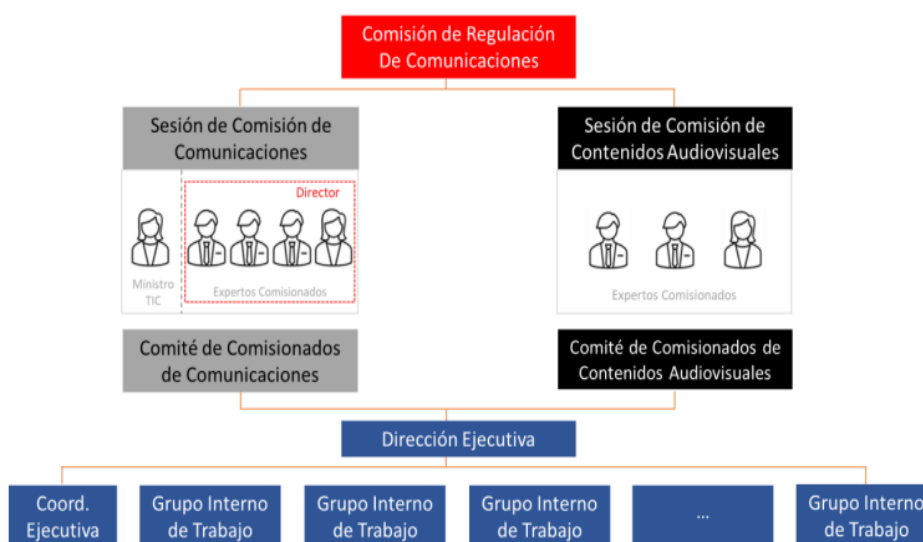 Comisión de Regulación
De Comunicaciones
Sesión de Comisión de
Comunicaciones
Director
Ministro
TIC
Expertos Comisionados
Sesión de Comisión de
Contenidos Audiovisuales
Expertos Comisionados
Comité de Comisionados
de Comunicaciones
Comité de Comisionados de
Contenidos Audiovisuales
Dirección Ejecutiva
Coord.
Ejecutiva
Grupo Interno
de Trabajo
Grupo Interno
de Trabajo
Grupo Interno
de Trabajo
...
Grupo Interno
de Trabajo